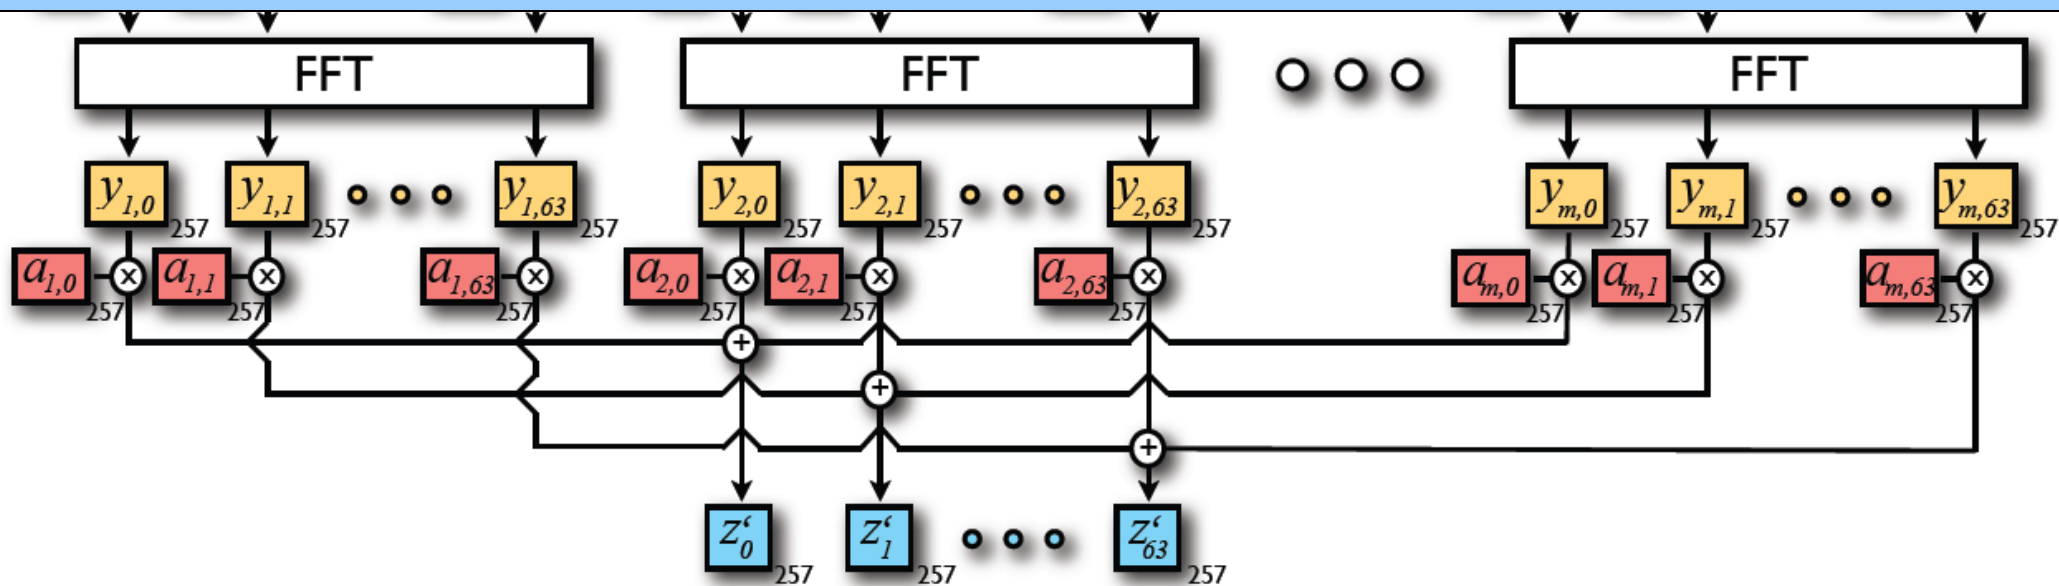 FFT FFT FFT
y1,0 y1,1 y1,63 y2,0 y2,1 y2,63 ym,0 ym,1 ym,63
257 257 257 257 257 257 257 257 257
a1,0 x a1,1 x a1,63 x a2,0 x a2,1 x a2,63 x am,0 x am,1 x am,63 x
257 257 257 257 257 257 257 257 257
+
+
+
z‘0 z‘1 z‘63
257 257 257